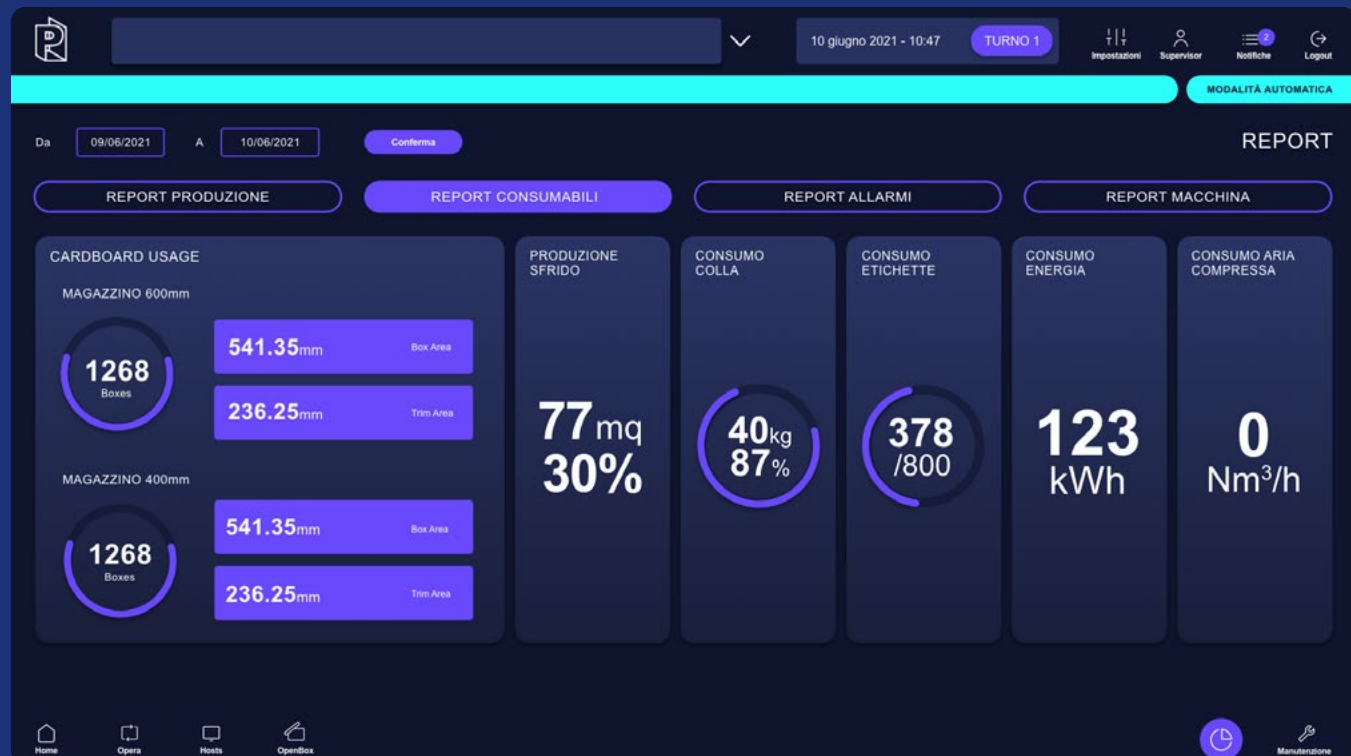 10 giugno 2021 - 10:47
TURNO 1
Impostazioni
Supervisor
2
Notifiche
Logout
MODALITÀ AUTOMATICA
Da
09/06/2021
A
10/06/2021
Conferma
REPORT
REPORT PRODUZIONE
REPORT CONSUMABILI
REPORT ALLARMI
REPORT MACCHINA
CARDBOARD USAGE
MAGAZZINO 600mm
1268
Boxes
541.35mm
Box Area
236.25mm
Trim Area
MAGAZZINO 400mm
1268
Boxes
541.35mm
Box Area
236.25mm
Trim Area
PRODUZIONE
SFRIDO
77 mq
30%
CONSUMO
COLLA
40kg
87%
CONSUMO
ETICHETTE
378
/800
CONSUMO
ENERGIA
123
kWh
CONSUMO ARIA
COMPRESSA
0
Nm³/h
Home
Opera
Hosts
OpenBox
Manutenzione